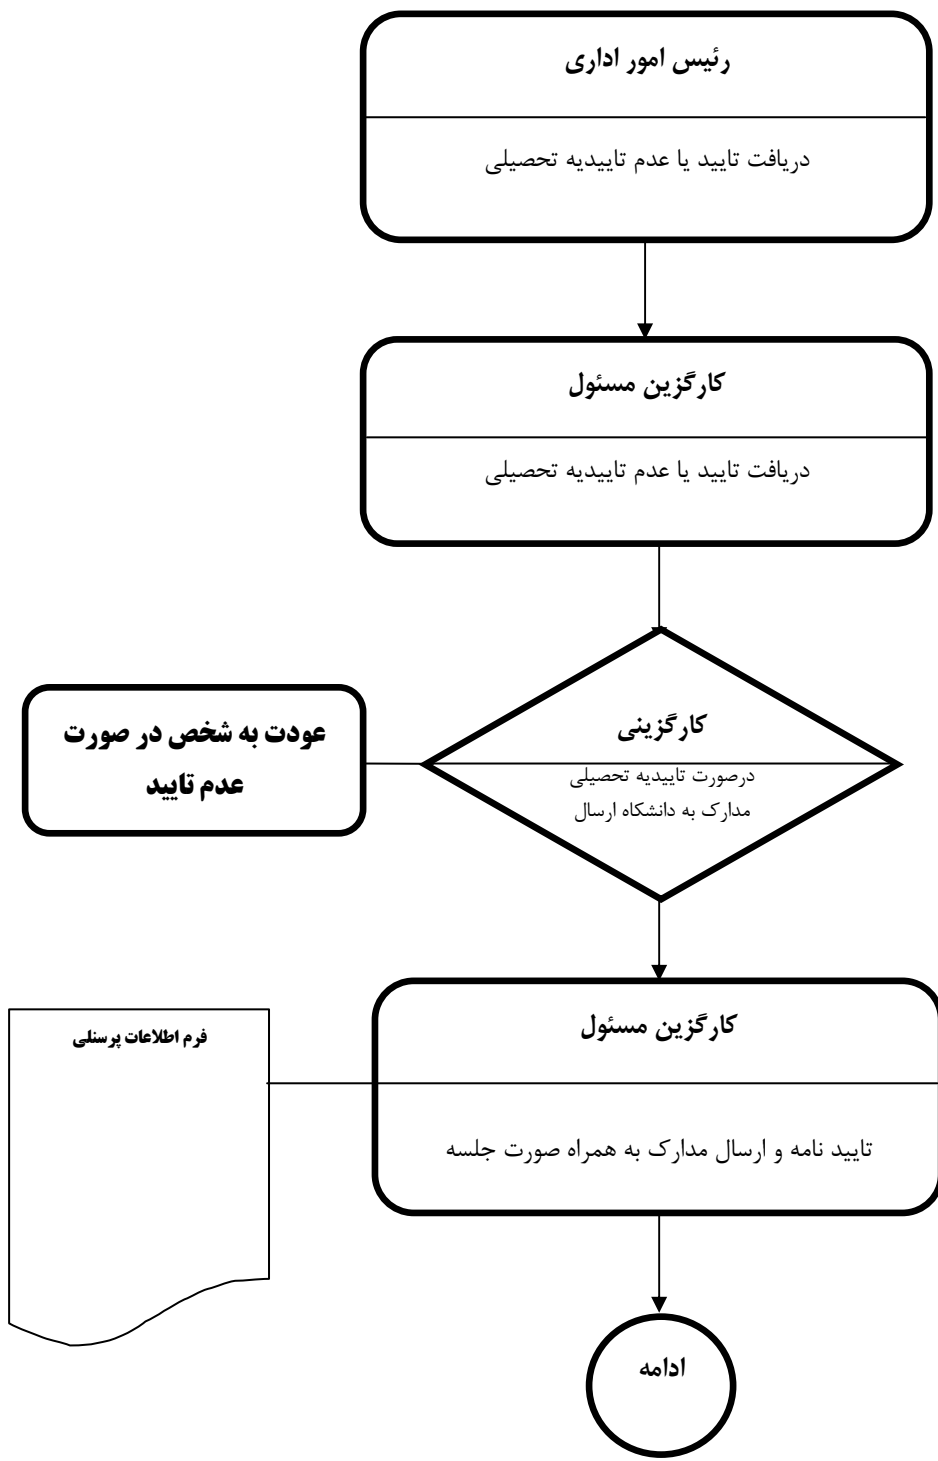 رئیس امور اداری
دریافت تایید یا عدم تاییدیه تحصیلی
کارگزین مسئول
دریافت تایید یا عدم تاییدیه تحصیلی
کارگزینی
درصورت تاییدیه تحصیلی
مدارک به دانشکاه ارسال
عودت به شخص در صورت
عدم تایید
کارگزین مسئول
تایید نامه و ارسال مدارک به همراه صورت جلسه
فرم اطلاعات پرسنلی
ادامه